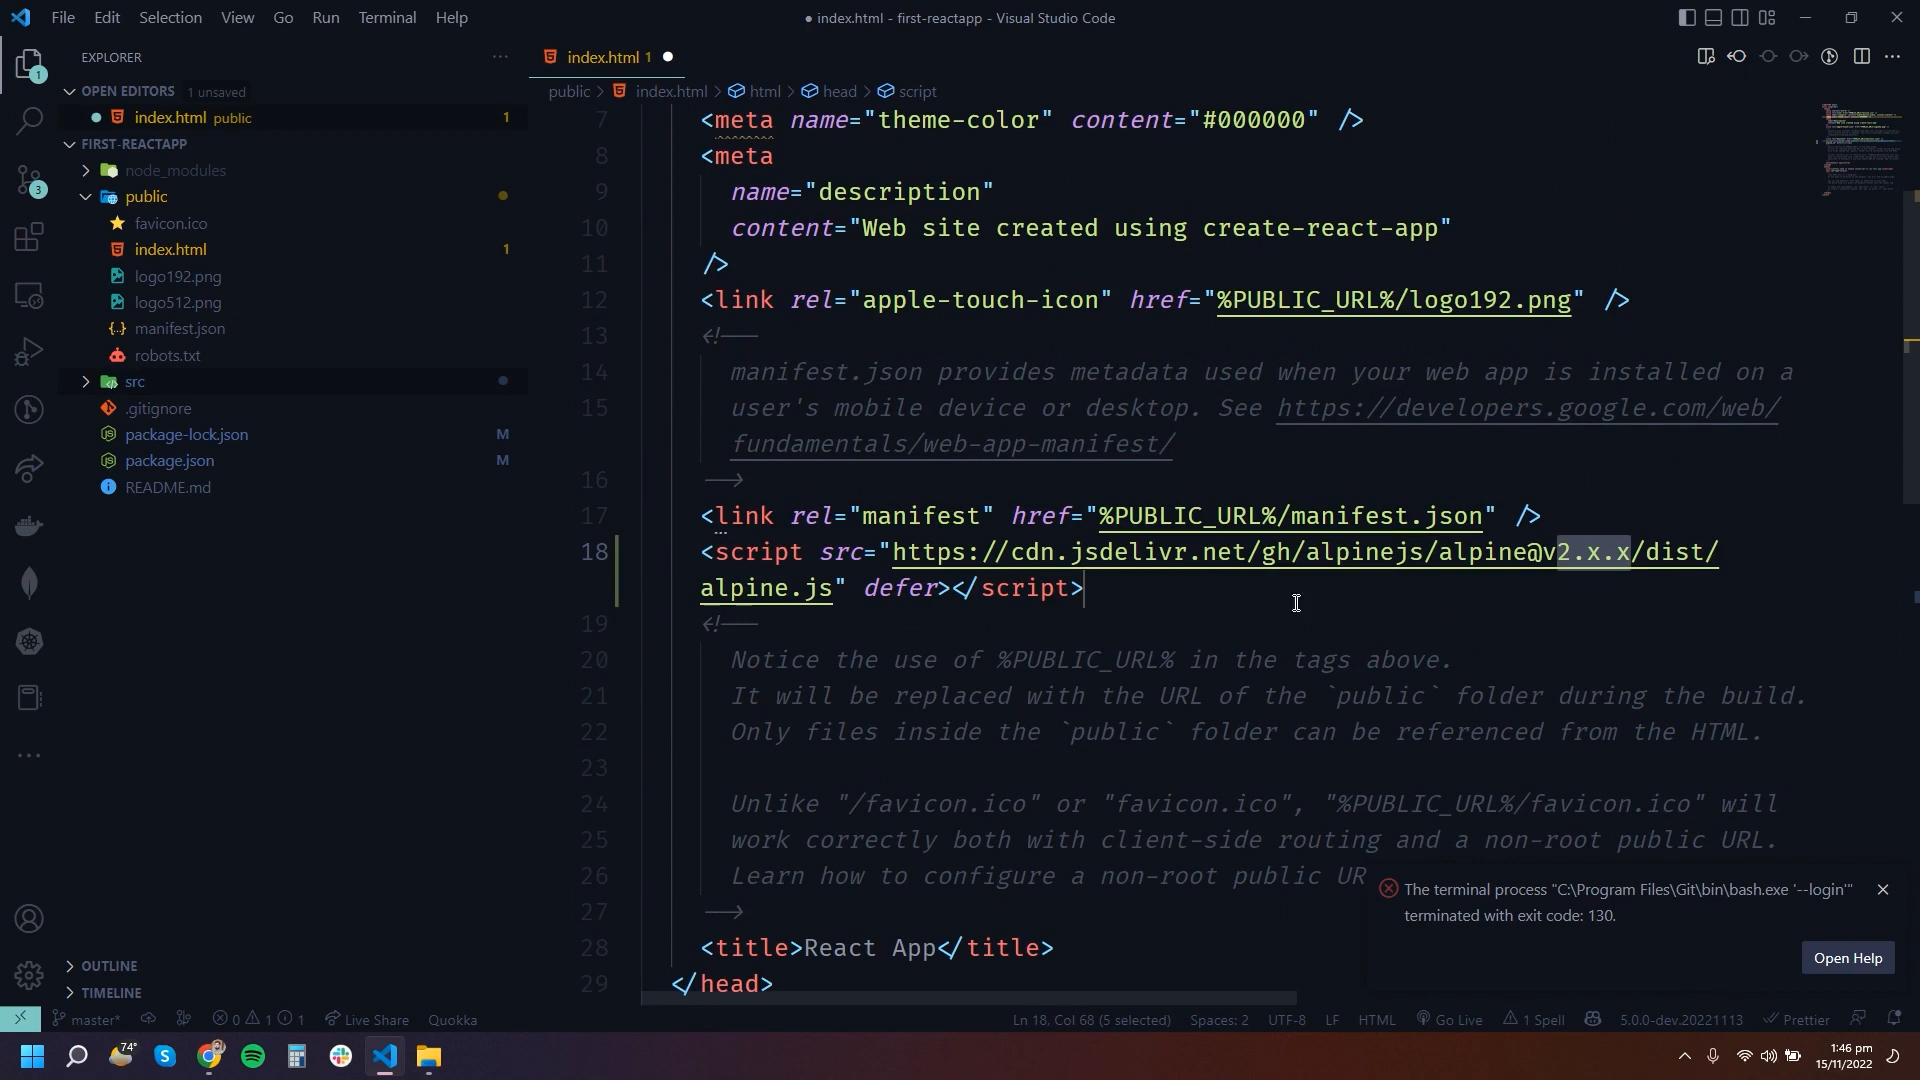 File Edit Selection View Go Run Terminal Help
● index.html - first-reactapp - Visual Studio Code
EXPLORER
OPEN EDITORS 1 unsaved
index.html public 1
FIRST-REACTAPP
node_modules
public
favicon.ico
index.html 1
logo192.png
logo512.png
manifest.json
robots.txt
src
.gitignore
package-lock.json M
package.json M
README.md
OUTLINE
TIMELINE
1
3
index.html 1
public > index.html > html > head > script
7 <meta name="theme-color" content="#000000" />
8 <meta
9 name="description"
10 content="Web site created using create-react-app"
11 />
12 <link rel="apple-touch-icon" href="%PUBLIC_URL%/logo192.png" />
13 <!--
14 manifest.json provides metadata used when your web app is installed on a
15 user's mobile device or desktop. See https://developers.google.com/web/
fundamentals/web-app-manifest/
16 -->
17 <link rel="manifest" href="%PUBLIC_URL%/manifest.json" />
18 <script src="https://cdn.jsdelivr.net/gh/alpinejs/alpine@v2.x.x/dist/
alpine.js" defer></script>
19 <!--
20 Notice the use of %PUBLIC_URL% in the tags above.
21 It will be replaced with the URL of the `public` folder during the build.
22 Only files inside the `public` folder can be referenced from the HTML.
23
24 Unlike "/favicon.ico" or "favicon.ico", "%PUBLIC_URL%/favicon.ico" will
25 work correctly both with client-side routing and a non-root public URL.
26 Learn how to configure a non-root public UR
27 -->
28 <title>React App</title>
29 </head>
The terminal process "C:\Program Files\Git\bin\bash.exe '--login'"
terminated with exit code: 130.
Open Help
master* 0 1 1 Live Share Quokka
Ln 18, Col 68 (5 selected) Spaces: 2 UTF-8 LF HTML Go Live 1 Spell 5.0.0-dev.20221113 Prettier
74°
1:46 pm
15/11/2022